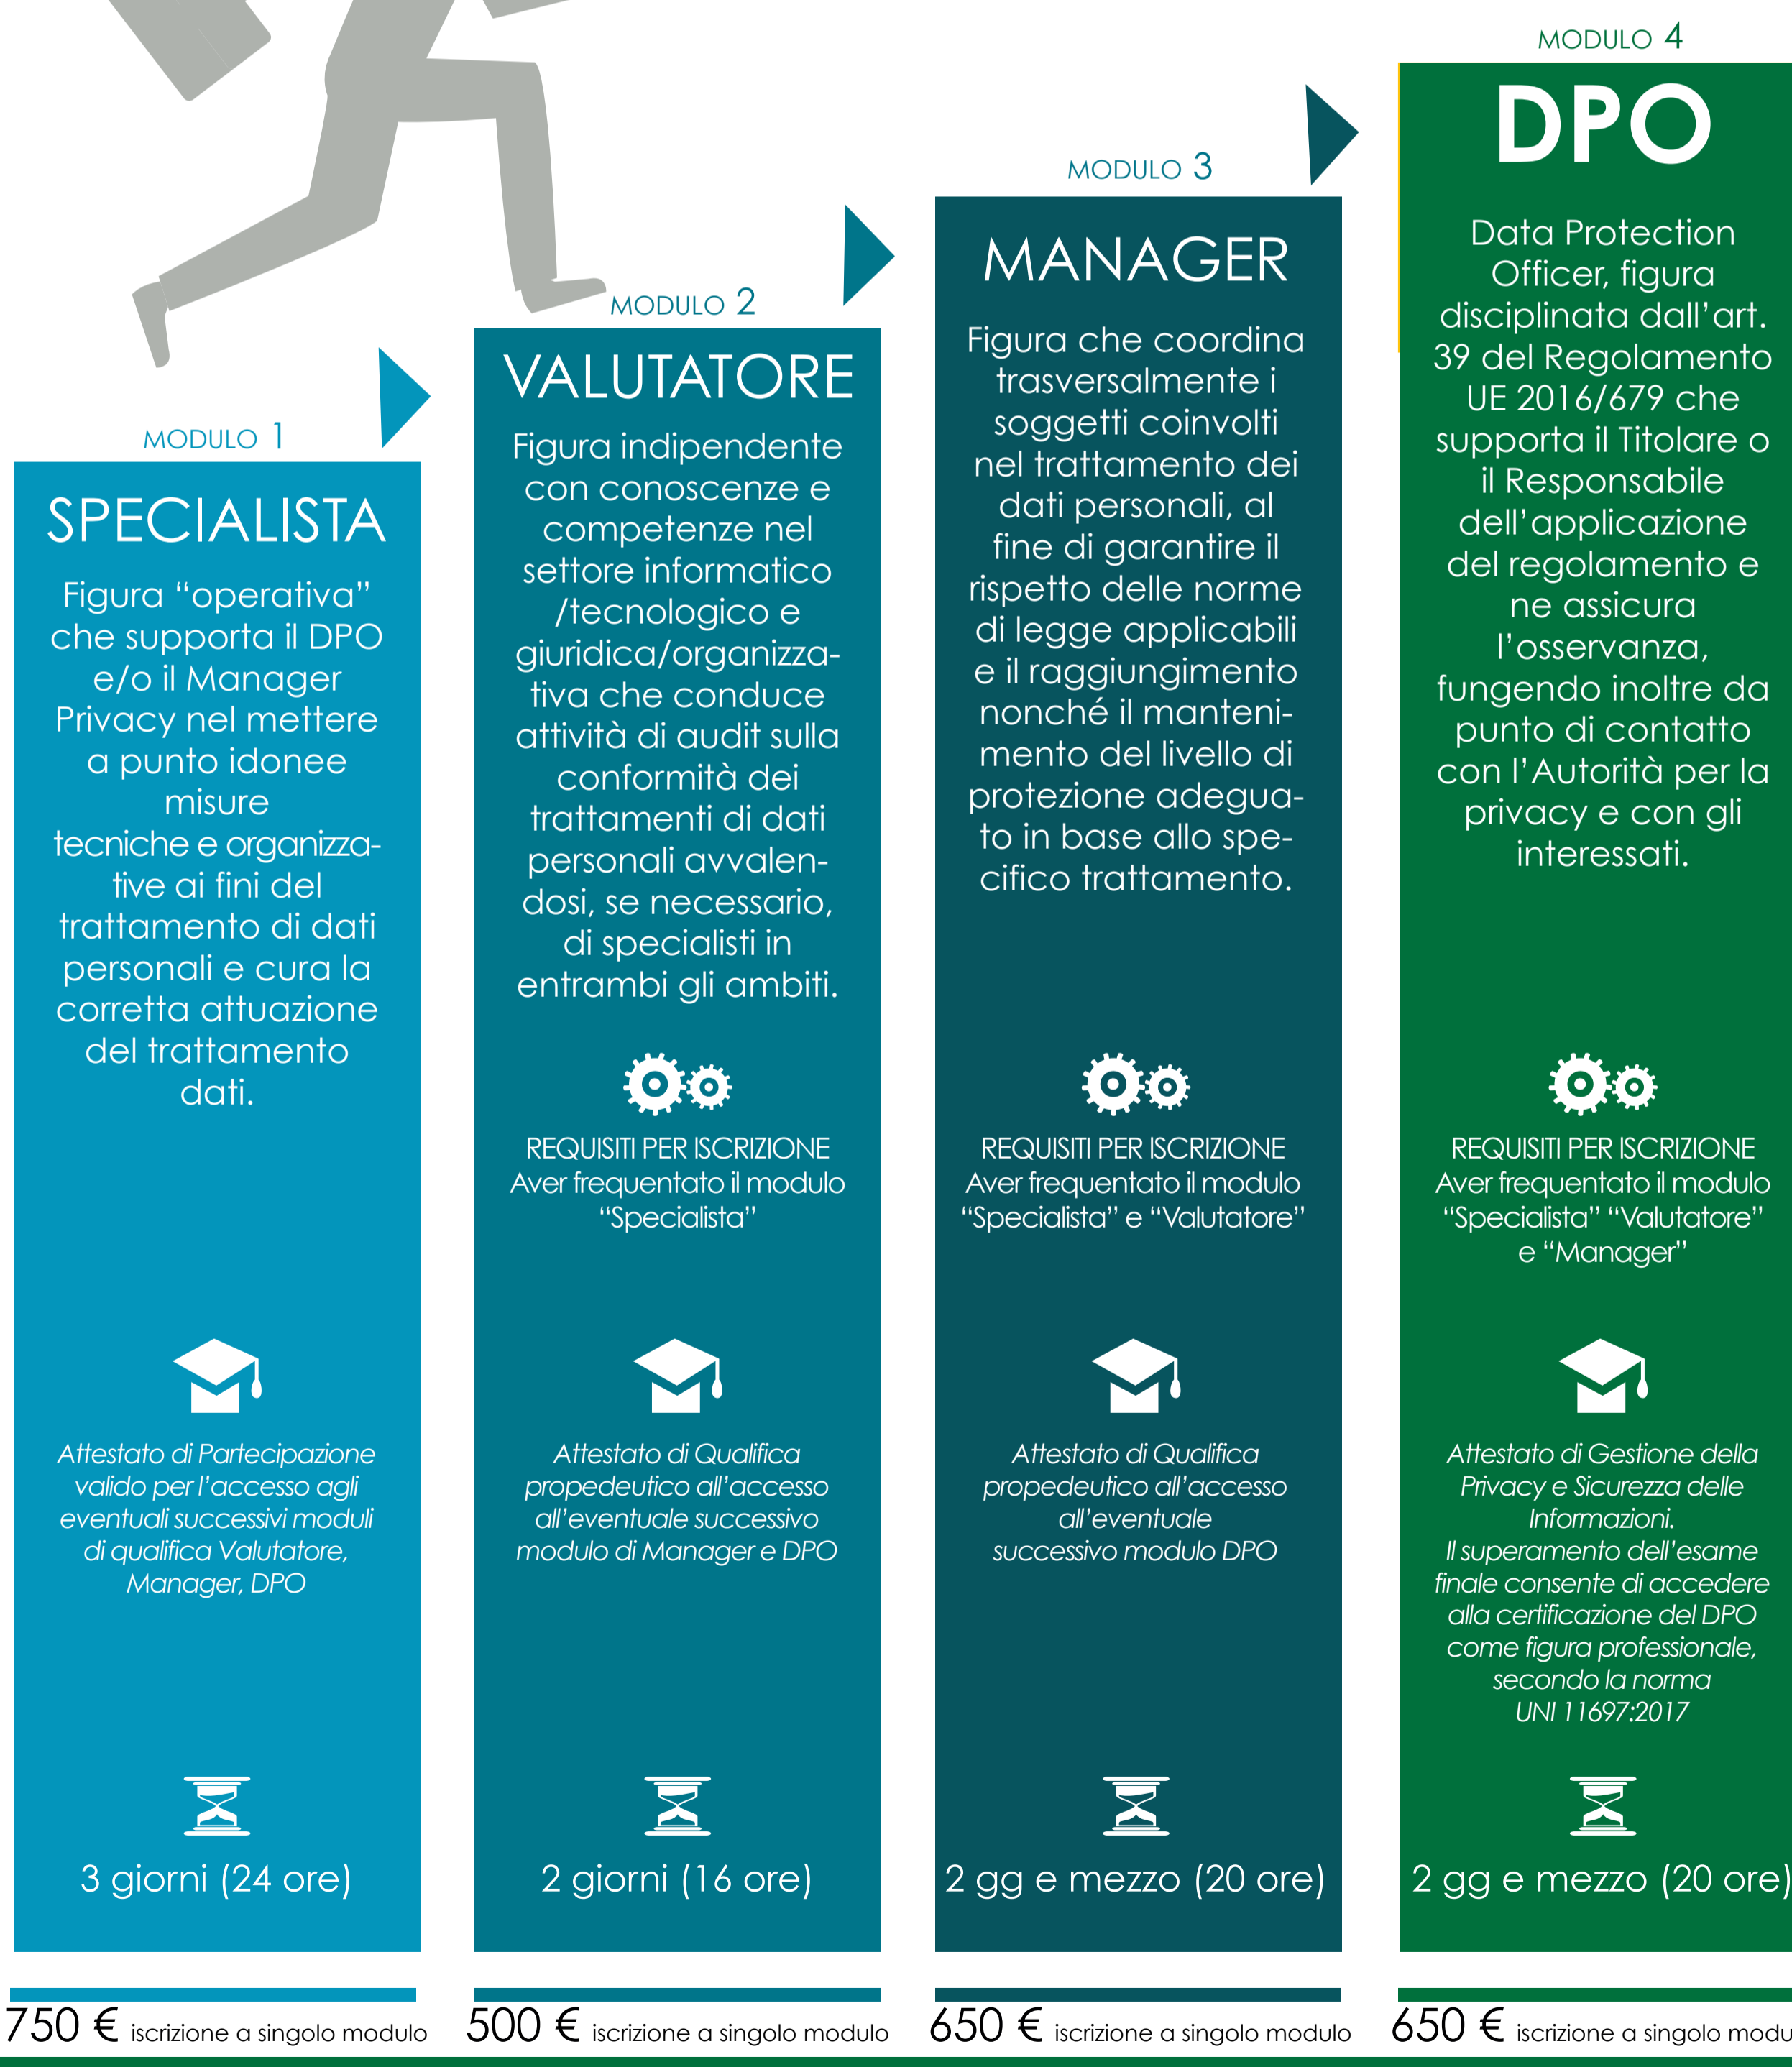 MODULO 1
SPECIALISTA
Figura “operativa”
che supporta il DPO
e/o il Manager
Privacy nel mettere
a punto idonee
misure
tecniche e organizza-
tive ai fini del
trattamento di dati
personali e cura la
corretta attuazione
del trattamento
dati.
Attestato di Partecipazione
valido per l’accesso agli
eventuali successivi moduli
di qualifica Valutatore,
Manager, DPO
3 giorni (24 ore)
750 € iscrizione a singolo modulo
MODULO 2
VALUTATORE
Figura indipendente
con conoscenze e
competenze nel
settore informatico
/tecnologico e
giuridica/organizza-
tiva che conduce
attività di audit sulla
conformità dei
trattamenti di dati
personali avvalen-
dosi, se necessario,
di specialisti in
entrambi gli ambiti.
REQUISITI PER ISCRIZIONE
Aver frequentato il modulo
“Specialista”
Attestato di Qualifica
propedeutico all’accesso
all’eventuale successivo
modulo di Manager e DPO
2 giorni (16 ore)
500 € iscrizione a singolo modulo
MODULO 3
MANAGER
Figura che coordina
trasversalmente i
soggetti coinvolti
nel trattamento dei
dati personali, al
fine di garantire il
rispetto delle norme
di legge applicabili
e il raggiungimento
nonché il manteni-
mento del livello di
protezione adegua-
to in base allo spe-
cifico trattamento.
REQUISITI PER ISCRIZIONE
Aver frequentato il modulo
“Specialista” e “Valutatore”
Attestato di Qualifica
propedeutico all’accesso
all’eventuale
successivo modulo DPO
2 gg e mezzo (20 ore)
650 € iscrizione a singolo modulo
MODULO 4
DPO
Data Protection
Officer, figura
disciplinata dall’art.
39 del Regolamento
UE 2016/679 che
supporta il Titolare o
il Responsabile
dell’applicazione
del regolamento e
ne assicura
l’osservanza,
fungendo inoltre da
punto di contatto
con l’Autorità per la
privacy e con gli
interessati.
REQUISITI PER ISCRIZIONE
Aver frequentato il modulo
“Specialista” “Valutatore”
e “Manager”
Attestato di Gestione della
Privacy e Sicurezza delle
Informazioni.
Il superamento dell’esame
finale consente di accedere
alla certificazione del DPO
come figura professionale,
secondo la norma
UNI 11697:2017
2 gg e mezzo (20 ore)
650 € iscrizione a singolo